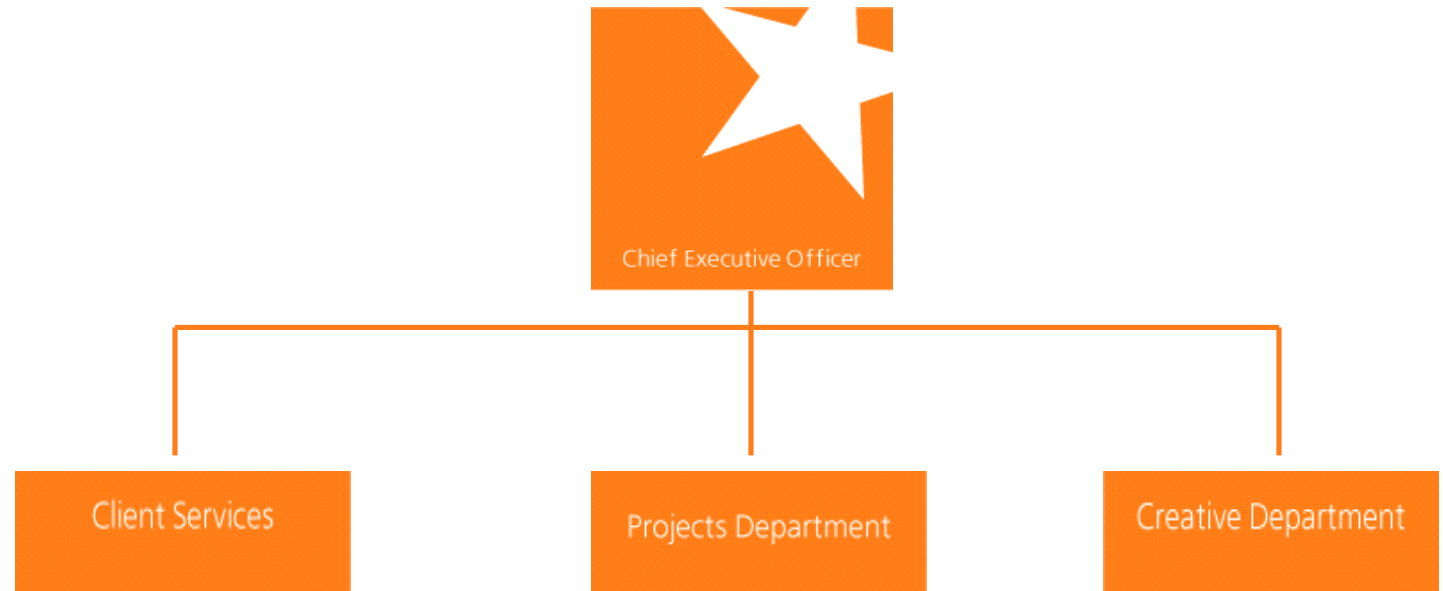 Chief Executive Officer
Client Services
Projects Department
Creative Department